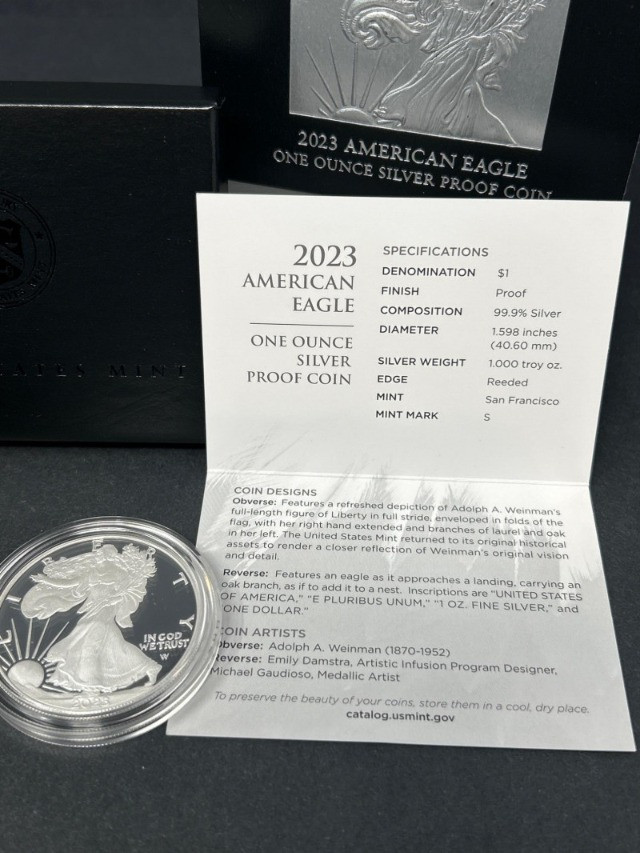 2023 AMERICAN EAGLE
ONE OUNCE SILVER PROOF COIN
MINT
2023
AMERICAN
EAGLE
ONE OUNCE
SILVER
PROOF COIN
SPECIFICATIONS
DENOMINATION $1
FINISH Proof
COMPOSITION 99.9% Silver
DIAMETER 1.598 inches
(40.60 mm)
SILVER WEIGHT 1.000 troy oz.
EDGE Reeded
MINT San Francisco
MINT MARK S
COIN DESIGNS
Obverse: Features a refreshed depiction of Adolph A. Weinman's
full-length figure of Liberty in full stride, enveloped in folds of the
flag, with her right hand extended and branches of laurel and oak
in her left. The United States Mint returned to its original historical
assets to render a closer reflection of Weinman's original vision
and detail.
Reverse: Features an eagle as it approaches a landing, carrying an
oak branch, as if to add it to a nest. Inscriptions are "UNITED STATES
OF AMERICA," "E PLURIBUS UNUM," "1 OZ. FINE SILVER," and
"ONE DOLLAR."
COIN ARTISTS
Obverse: Adolph A. Weinman (1870-1952)
Reverse: Emily Damstra, Artistic Infusion Program Designer,
Michael Gaudioso, Medallic Artist
To preserve the beauty of your coins, store them in a cool, dry place.
catalog.usmint.gov
LIBERTY
IN GOD
WE TRUST
W